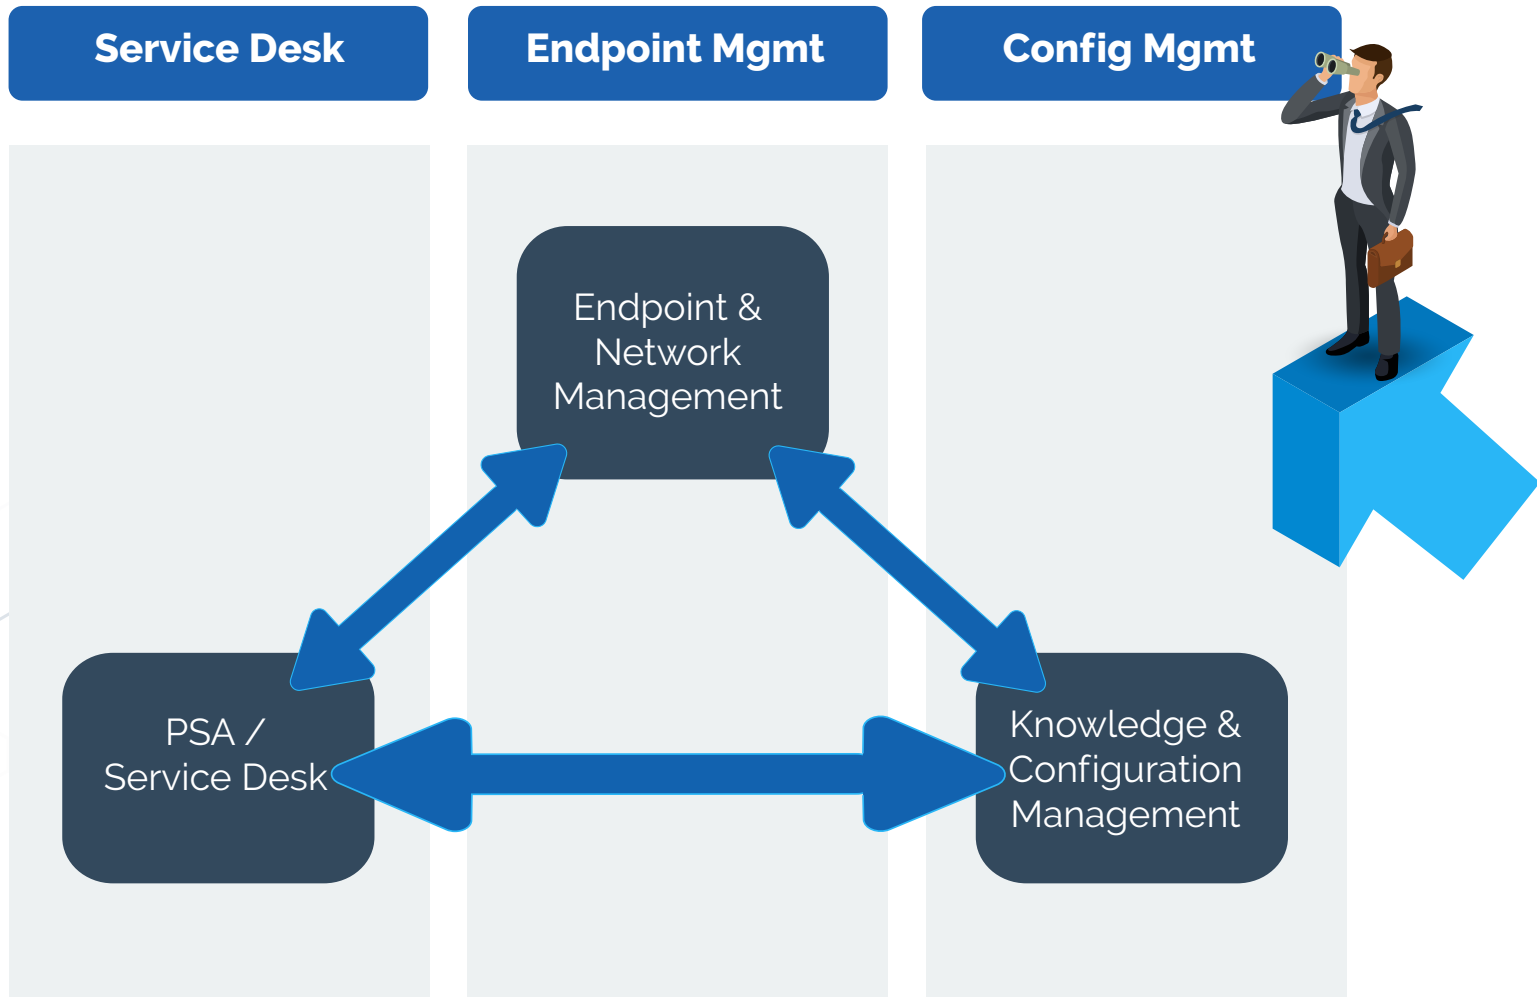 Service Desk
Endpoint Mgmt
Config Mgmt
Endpoint &
Network
Management
PSA /
Service Desk
Knowledge &
Configuration
Management